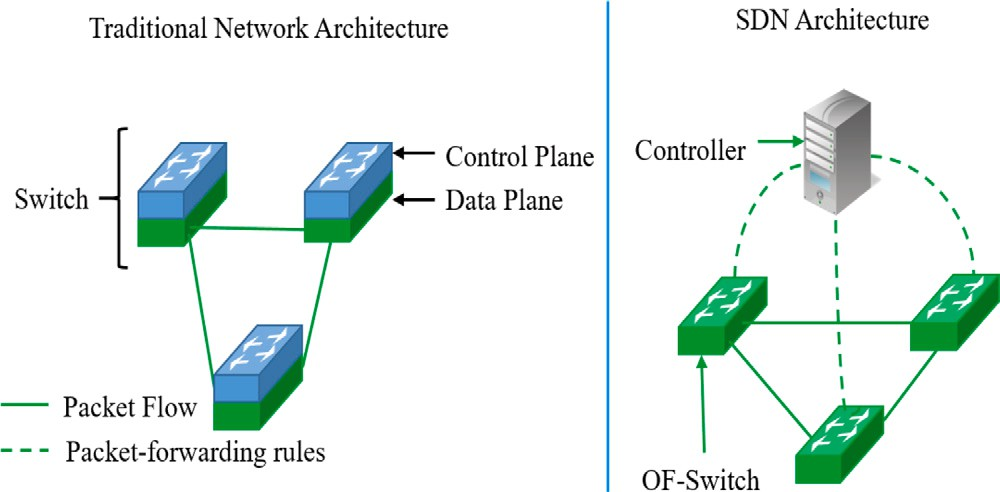 Traditional Network Architecture
Switch
Control Plane
Data Plane
Packet Flow
Packet-forwarding rules
SDN Architecture
Controller
OF-Switch